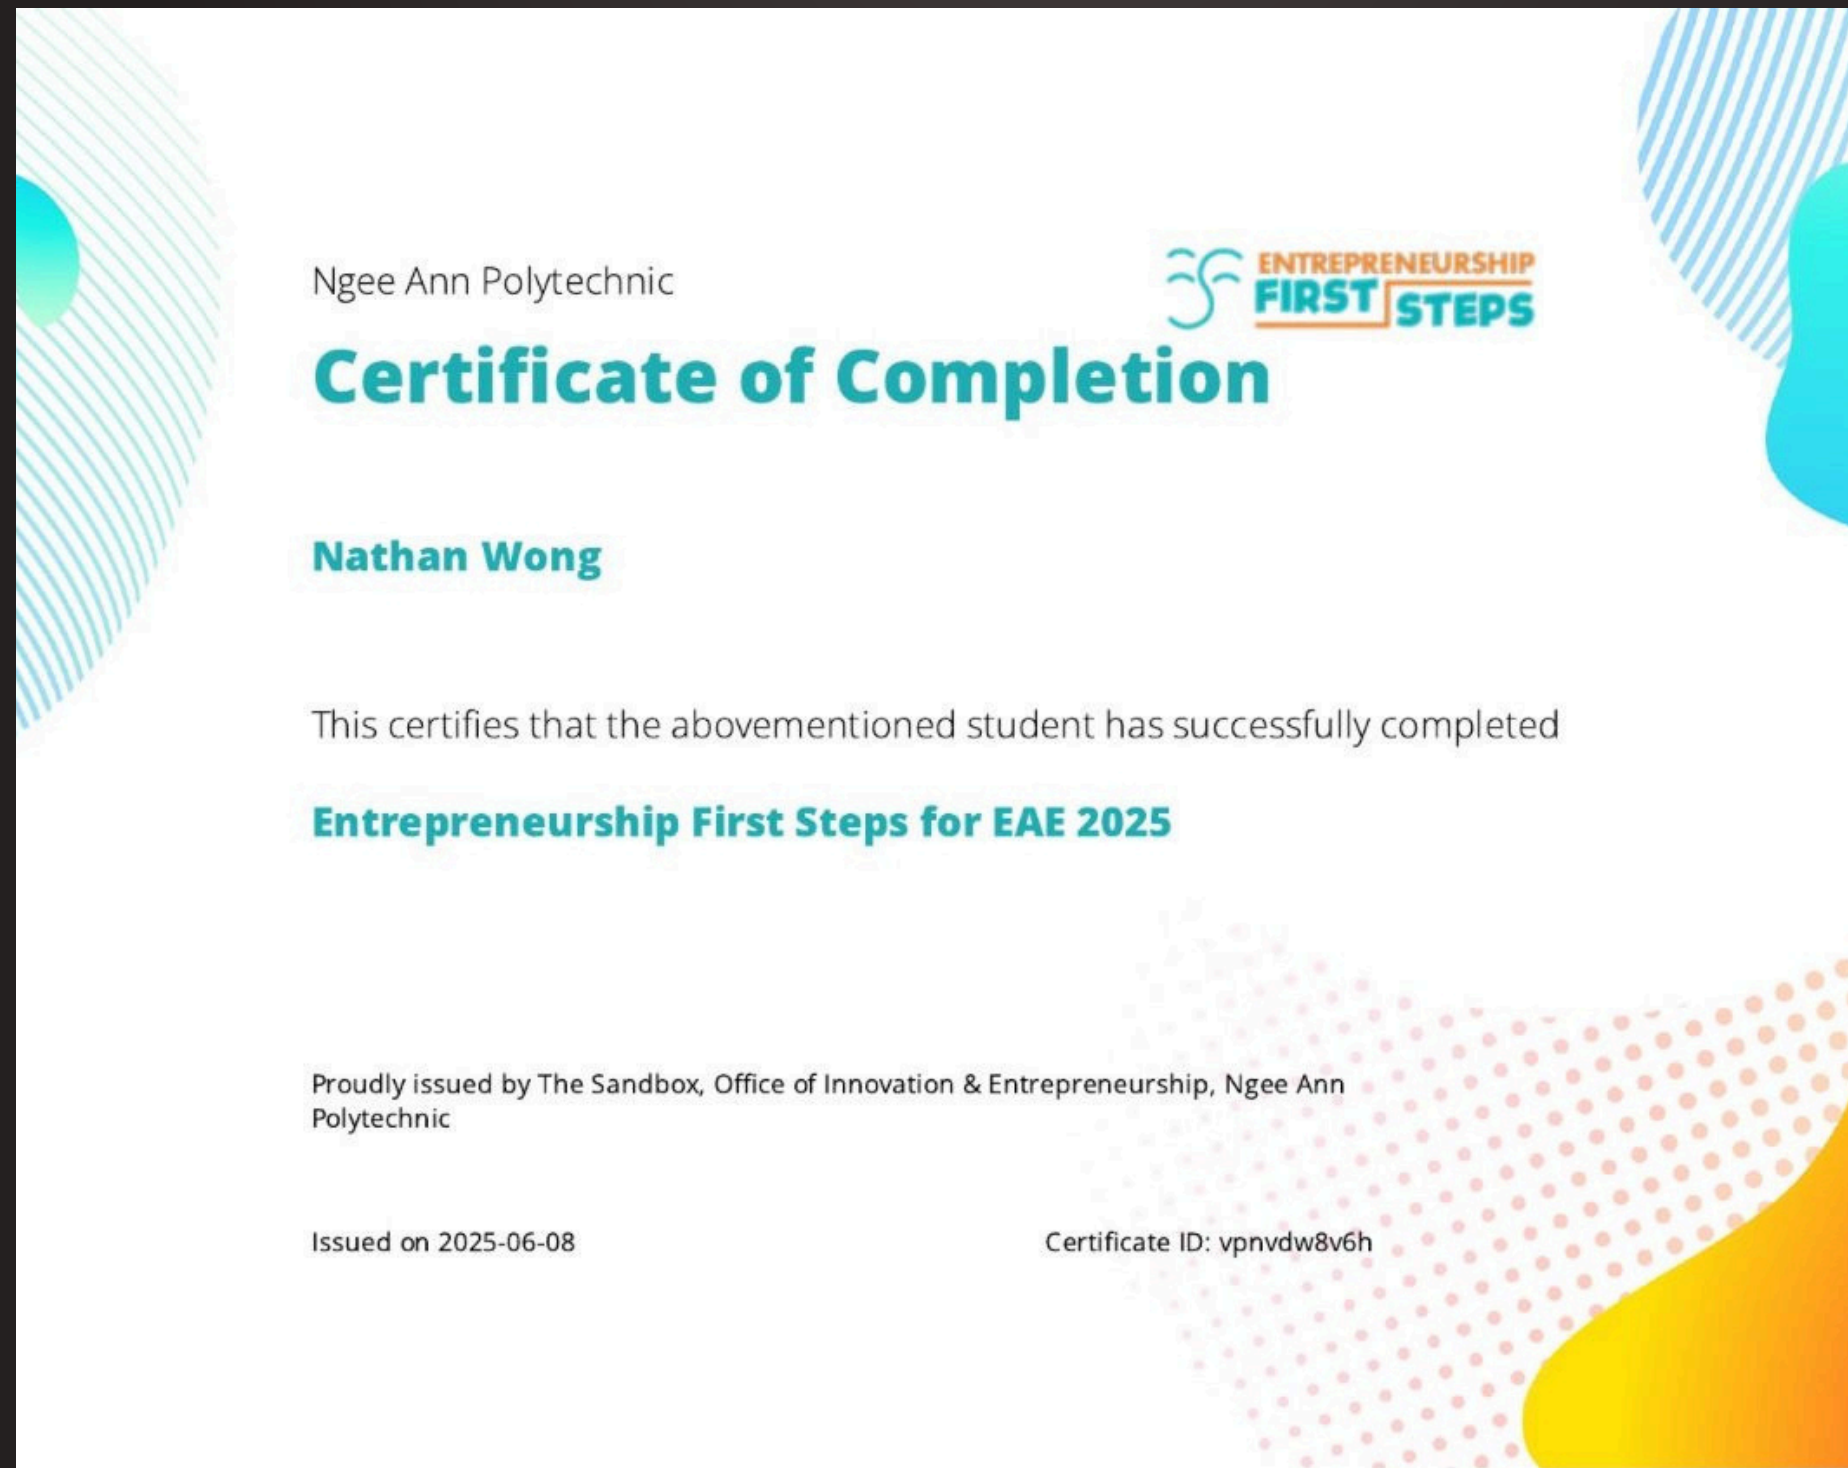 Ngee Ann Polytechnic
ENTREPRENEURSHIP
FIRST STEPS
Certificate of Completion
Nathan Wong
This certifies that the abovementioned student has successfully completed
Entrepreneurship First Steps for EAE 2025
Proudly issued by The Sandbox, Office of Innovation & Entrepreneurship, Ngee Ann
Polytechnic
Issued on 2025-06-08
Certificate ID: vpnvdw8v6h